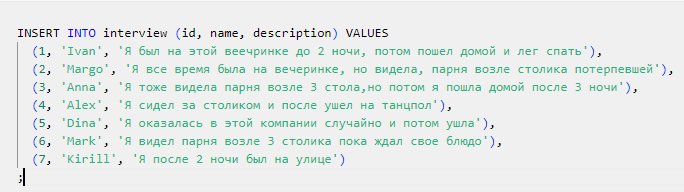 INSERT INTO interview (id, name, description) VALUES
(1, 'Ivan', 'Я был на этой веечринке до 2 ночи, потом пошел домой и лег спать'),
(2, 'Margo', 'Я все время была на вечеринке, но видела, парня возле столика потерпевшей'),
(3, 'Anna', 'Я тоже видела парня возле 3 стола,но потом я пошла домой после 3 ночи'),
(4, 'Alex', 'Я сидел за столиком и после ушел на танцпол'),
(5, 'Dina', 'Я оказалась в этой компании случайно и потом ушла'),
(6, 'Mark', 'Я видел парня возле 3 столика пока ждал свое блюдо'),
(7, 'Kirill', 'Я после 2 ночи был на улице')
;